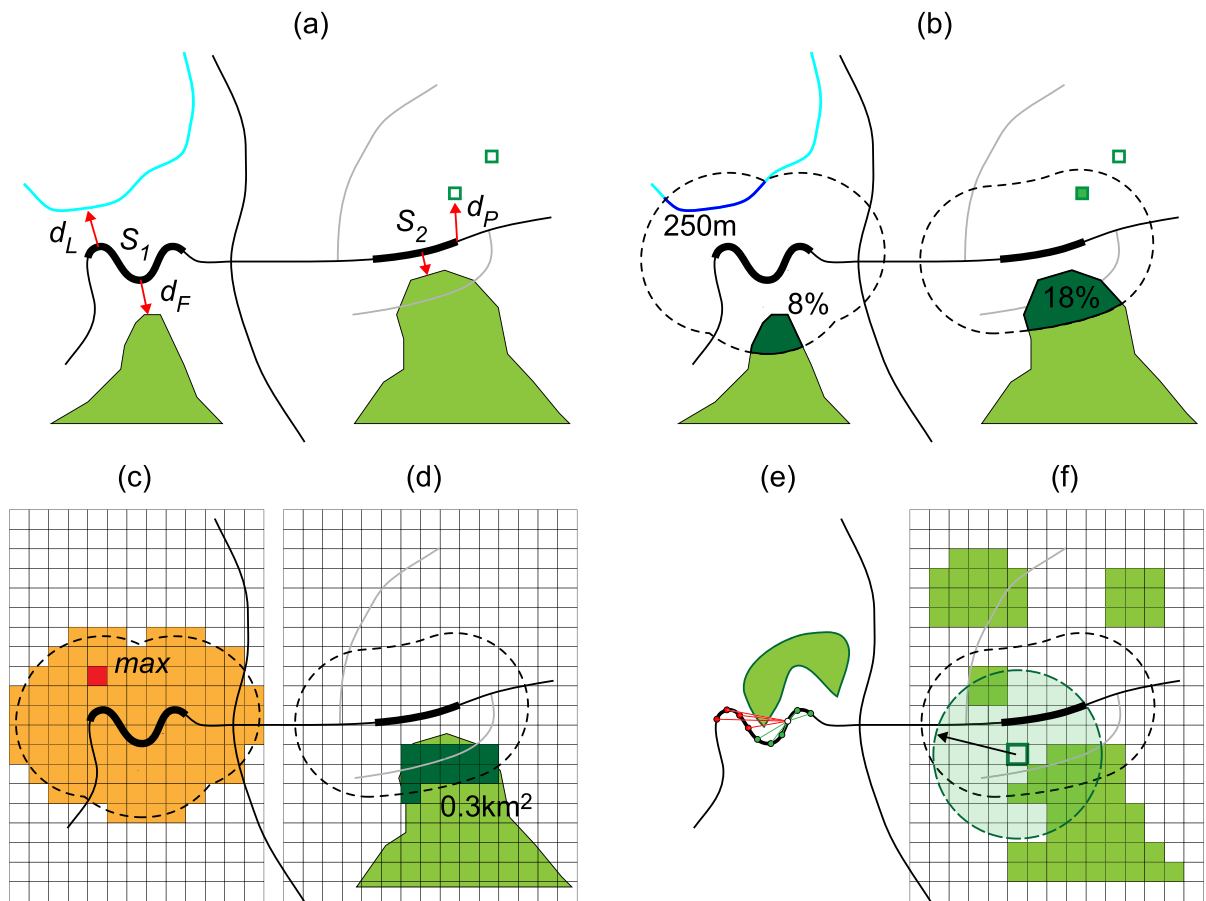 (a)
(b)
d_L
S_1
d_F
S_2
d_P
250m
8%
18%
(c)
(d)
(e)
(f)
max
0.3km²